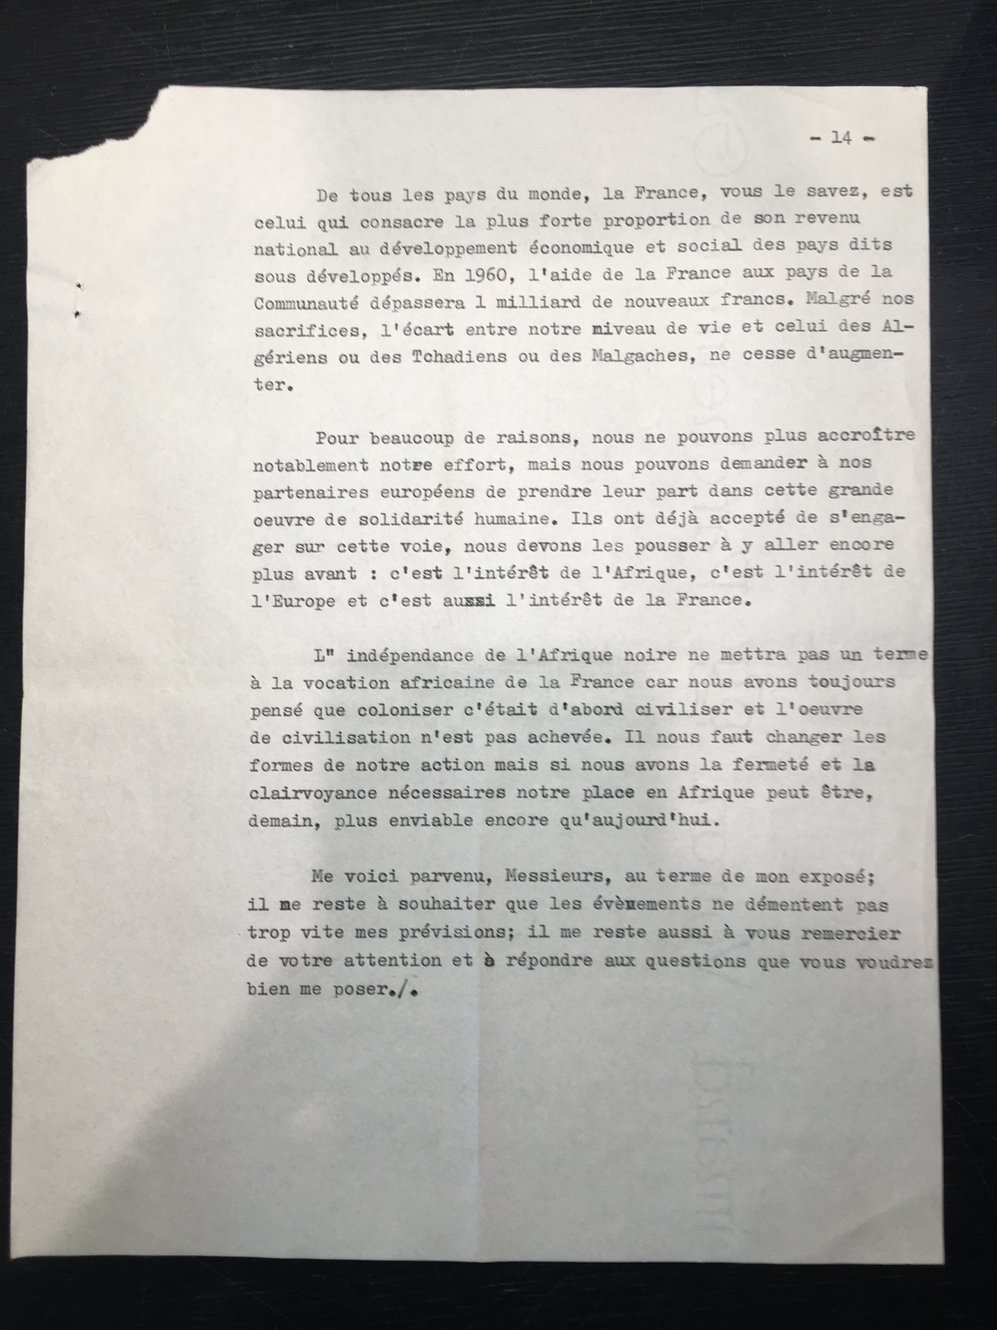 - 14 -
De tous les pays du monde, la France, vous le savez, est
celui qui consacre la plus forte proportion de son revenu
national au développement économique et social des pays dits
sous développés. En 1960, l'aide de la France aux pays de la
Communauté dépassera 1 milliard de nouveaux francs. Malgré nos
sacrifices, l'écart entre notre niveau de vie et celui des Al-
gériens ou des Tchadiens ou des Malgaches, ne cesse d'augmen-
ter.
Pour beaucoup de raisons, nous ne pouvons plus accroître
notablement notre effort, mais nous pouvons demander à nos
partenaires européens de prendre leur part dans cette grande
oeuvre de solidarité humaine. Ils ont déjà accepté de s'enga-
ger sur cette voie, nous devons les pousser à y aller encore
plus avant : c'est l'intérêt de l'Afrique, c'est l'intérêt de
l'Europe et c'est aussi l'intérêt de la France.
L" indépendance de l'Afrique noire ne mettra pas un terme
à la vocation africaine de la France car nous avons toujours
pensé que coloniser c'était d'abord civiliser et l'oeuvre
de civilisation n'est pas achevée. Il nous faut changer les
formes de notre action mais si nous avons la fermeté et la
clairvoyance nécessaires notre place en Afrique peut être,
demain, plus enviable encore qu'aujourd'hui.
Me voici parvenu, Messieurs, au terme de mon exposé;
il me reste à souhaiter que les évènements ne démentent pas
trop vite mes prévisions; il me reste aussi à vous remercier
de votre attention et à répondre aux questions que vous voudrez
bien me poser./.